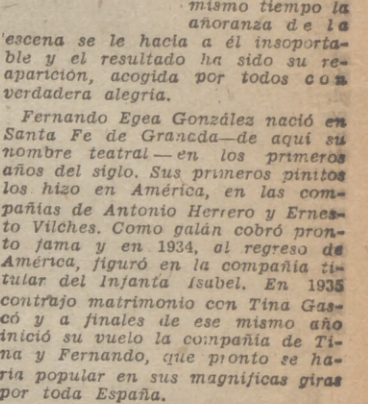 mismo tiempo la
añoranza de la
escena se le hacía a él insoporta-
ble y el resultado ha sido su re-
aparición, acogida por todos con
verdadera alegría.
Fernando Egea González nació en
Santa Fe de Granada—de aquí su
nombre teatral—en los primeros
años del siglo. Sus primeros pinitos
los hizo en América, en las com-
pañías de Antonio Herrero y Ernes-
to Vilches. Como galán cobró pron-
to fama y en 1934, al regreso de
América, figuró en la compañía ti-
tular del Infanta Isabel. En 1935
contrajo matrimonio con Tina Gas-
có y a finales de ese mismo año
inició su vuelo la compañía de Ti-
na y Fernando, que pronto se ha-
ría popular en sus magníficas giras
por toda España.